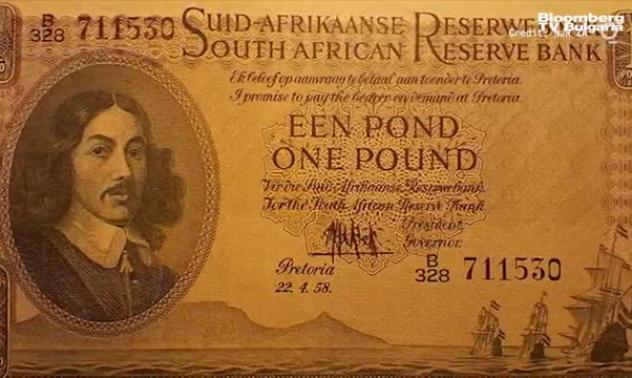 B
328 711530
SUID-AFRIKAANSE RESERWE
SOUTH AFRICAN RESERVE BANK
Bloomberg
TV Bulgaria
Credit:
Ek beloof op aanvraag te betaal aan toonder te Pretoria.
I promise to pay the bearer on demand at Pretoria.
EEN POND
ONE POUND
Vir die Suid-Afrikaanse Reserwebank
For the South African Reserve Bank
President.
Governor.
Pretoria
22.4.58.
B
328 711530